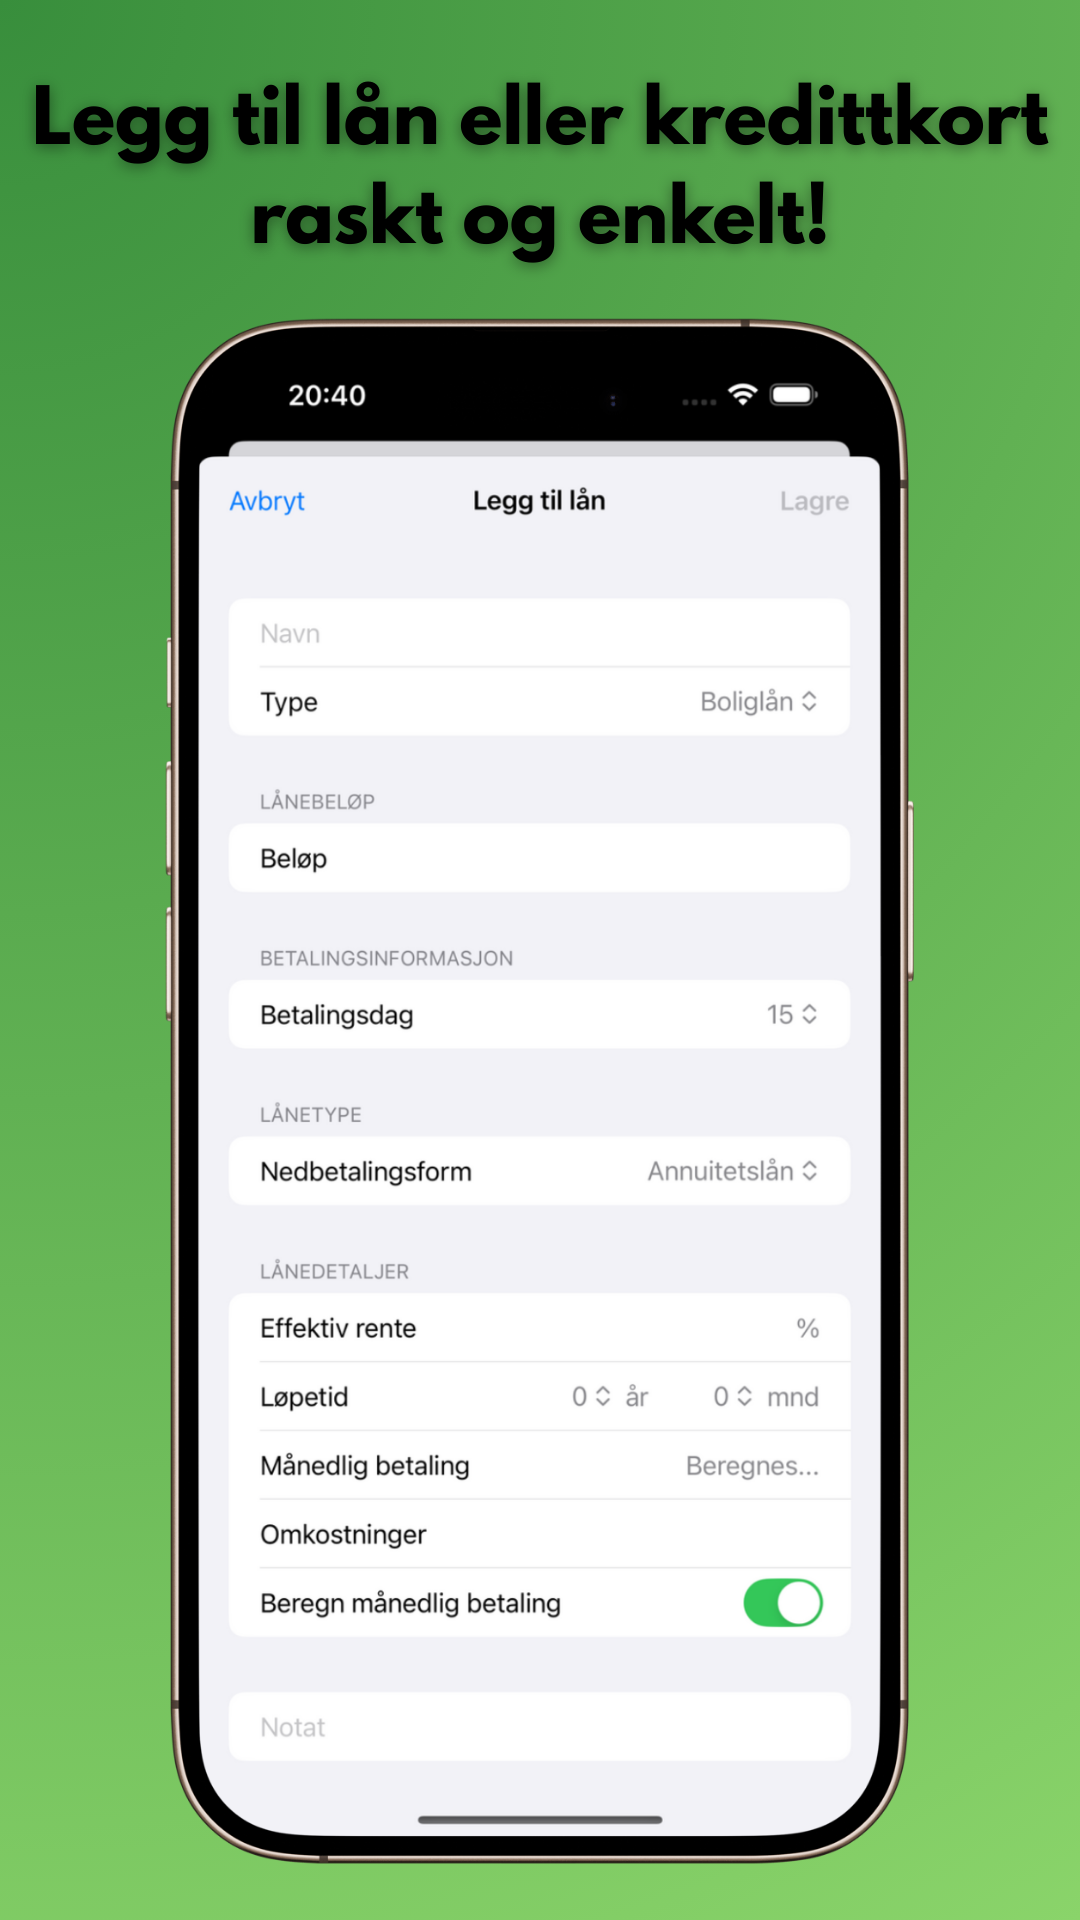 Legg til lån eller kredittkort
raskt og enkelt!
20:40
Avbryt Legg til lån Lagre
Navn
Type Boliglån
LÅNEBELØP
Beløp
BETALINGSINFORMASJON
Betalingsdag 15
LÅNETYPE
Nedbetalingsform Annuitetslån
LÅNEDETALJER
Effektiv rente %
Løpetid 0 år 0 mnd
Månedlig betaling Beregnes...
Omkostninger
Beregn månedlig betaling
Notat